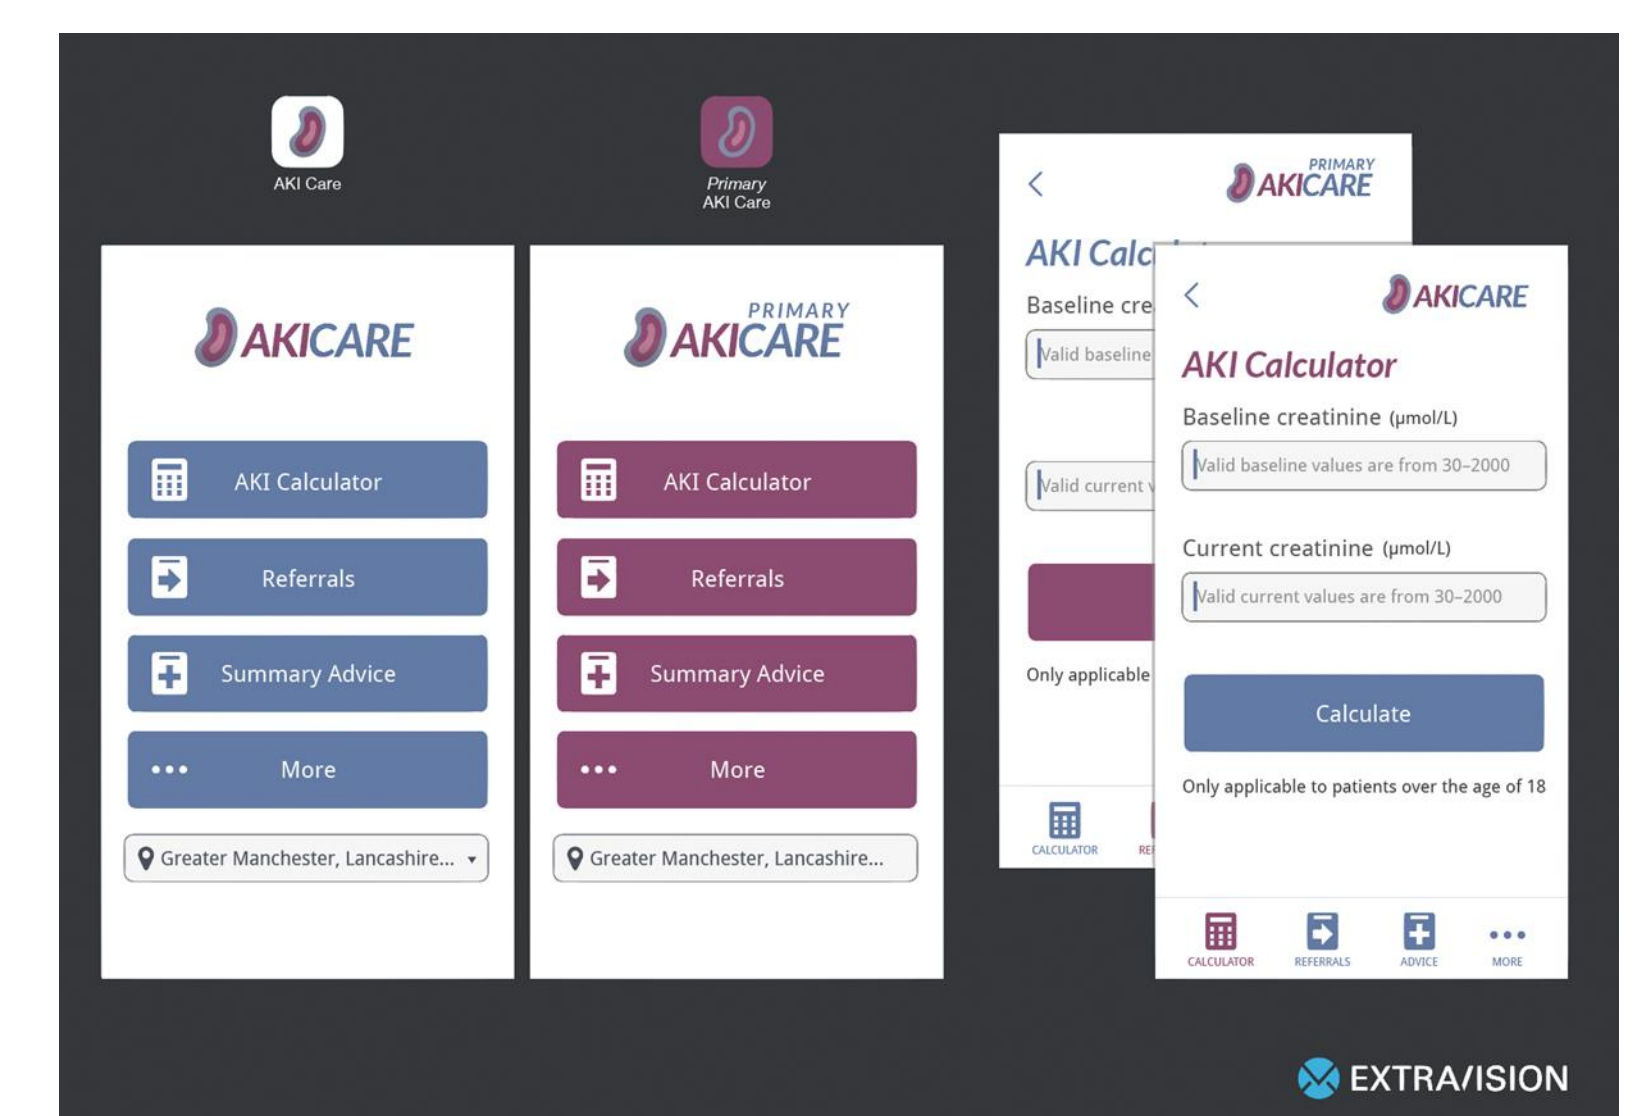 AKI Care
Primary
AKI Care
AKICARE
AKI Calculator
Referrals
Summary Advice
More
Greater Manchester, Lancashire...
PRIMARY
AKICARE
AKI Calculator
Referrals
Summary Advice
More
Greater Manchester, Lancashire...
PRIMARY
AKICARE
AKI Calc
Baseline cre
Valid baseline
Valid current v
Only applicable
CALCULATOR
REF
AKICARE
AKI Calculator
Baseline creatinine (µmol/L)
Valid baseline values are from 30–2000
Current creatinine (µmol/L)
Valid current values are from 30–2000
Calculate
Only applicable to patients over the age of 18
CALCULATOR
REFERRALS
ADVICE
MORE
EXTRA/ISION